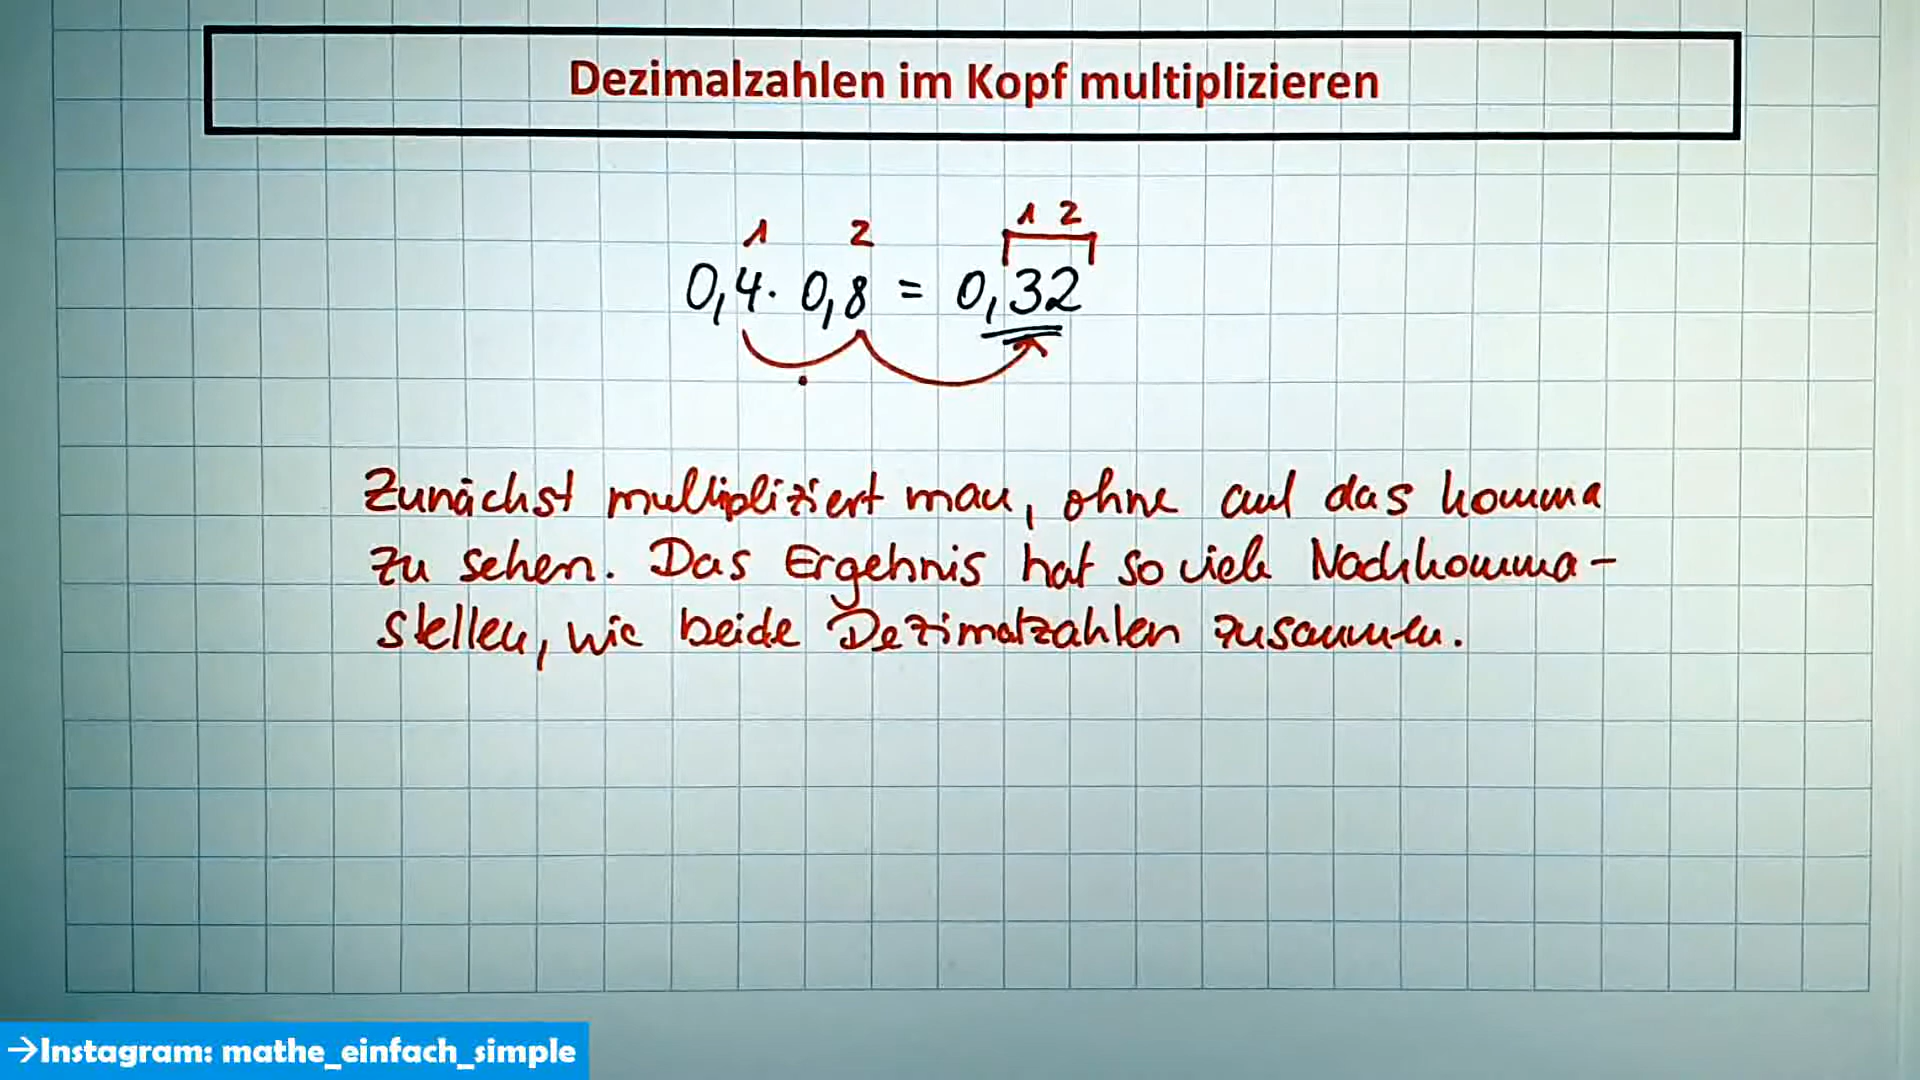 Dezimalzahlen im Kopf multiplizieren
1 2 1 2
0,4 · 0,8 = 0,32
Zunächst multipliziert man, ohne auf das Komma
zu sehen. Das Ergebnis hat so viele Nachkomma-
stellen, wie beide Dezimalzahlen zusammen.
→Instagram: mathe_einfach_simple